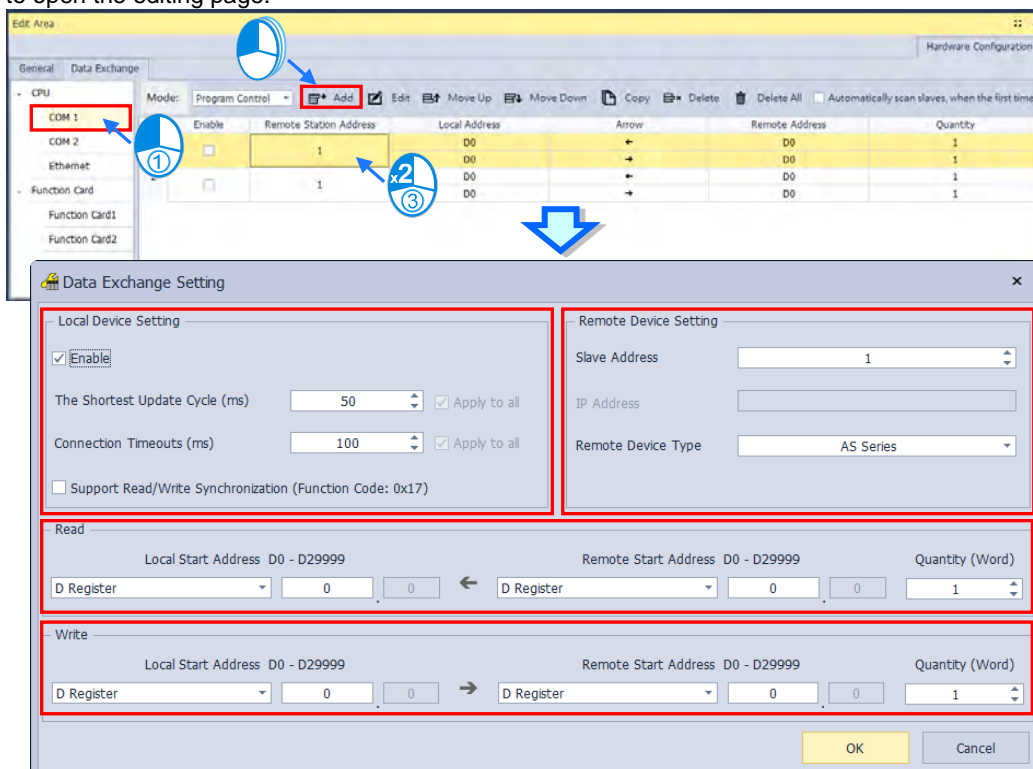 to open the editing page.
Edit Area
Hardware Configuration
General Data Exchange
- CPU
COM 1
COM 2
Ethernet
- Function Card
Function Card1
Function Card2
Mode: Program Control Add Edit Move Up Move Down Copy Delete Delete All Automatically scan slaves, when the first time
Enable Remote Station Address Local Address Arrow Remote Address Quantity
1 D0 ← D0 1
D0 → D0 1
2 1 D0 ← D0 1
D0 → D0 1
①
x2
③
Data Exchange Setting x
Local Device Setting
Enable
The Shortest Update Cycle (ms) 50 Apply to all
Connection Timeouts (ms) 100 Apply to all
Support Read/Write Synchronization (Function Code: 0x17)
Remote Device Setting
Slave Address 1
IP Address
Remote Device Type AS Series
Read
Local Start Address D0 - D29999 Remote Start Address D0 - D29999 Quantity (Word)
D Register 0 . 0 ← D Register 0 . 0 1
Write
Local Start Address D0 - D29999 Remote Start Address D0 - D29999 Quantity (Word)
D Register 0 . 0 → D Register 0 . 0 1
OK Cancel